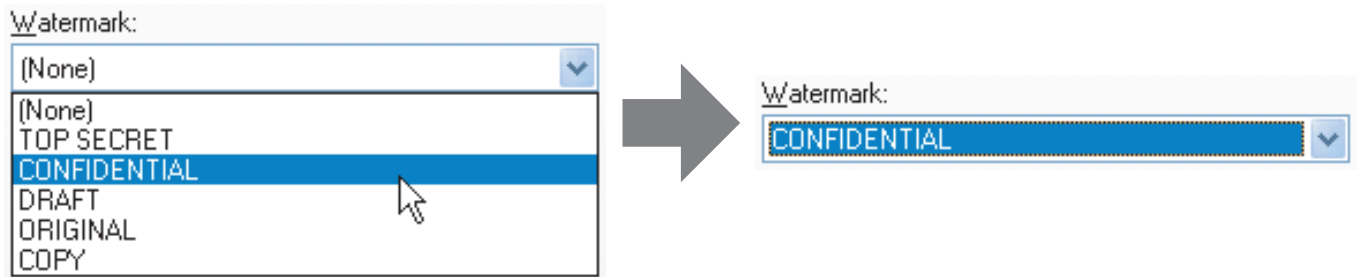 Watermark:
(None)
(None)
TOP SECRET
CONFIDENTIAL
DRAFT
ORIGINAL
COPY
Watermark:
CONFIDENTIAL